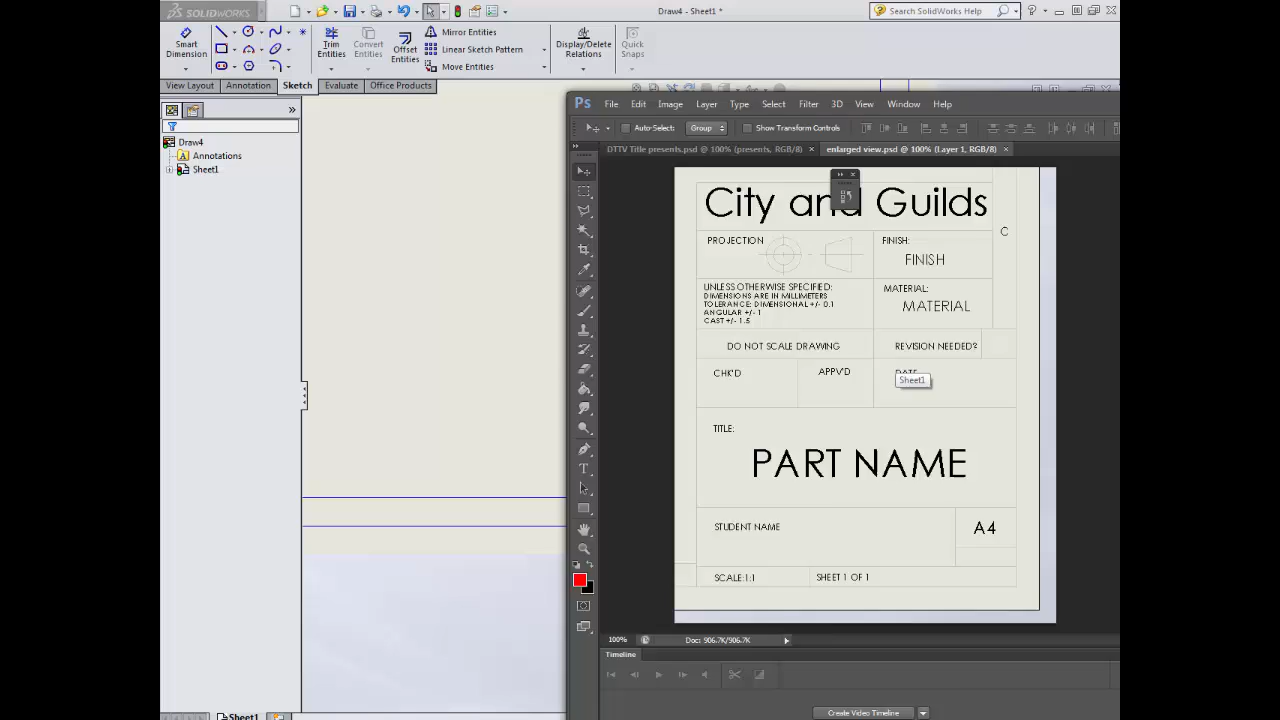 SOLIDWORKS
Draw4 - Sheet1 *
Search SolidWorks Help
Smart Dimension
Trim Entities
Convert Entities
Offset Entities
Mirror Entities
Linear Sketch Pattern
Move Entities
Display/Delete Relations
Quick Snaps
View Layout
Annotation
Sketch
Evaluate
Office Products
Draw4
Annotations
Sheet1
Ps
File Edit Image Layer Type Select Filter 3D View Window Help
Auto-Select: Group Show Transform Controls
DTTV Title presents.psd @ 100% (presents, RGB/8)
enlarged view.psd @ 100% (Layer 1, RGB/8)
City and Guilds
PROJECTION
FINISH:
FINISH
C
UNLESS OTHERWISE SPECIFIED:
DIMENSIONS ARE IN MILLIMETERS
TOLERANCE: DIMENSIONAL +/- 0.1
ANGULAR +/- 1
CAST +/- 1.5
MATERIAL:
MATERIAL
DO NOT SCALE DRAWING
REVISION NEEDED?
CHK'D
APPV'D
DATE
Sheet1
TITLE:
PART NAME
STUDENT NAME
A4
SCALE:1:1
SHEET 1 OF 1
100%
Doc: 906.7K/906.7K
Timeline
Create Video Timeline
Sheet1